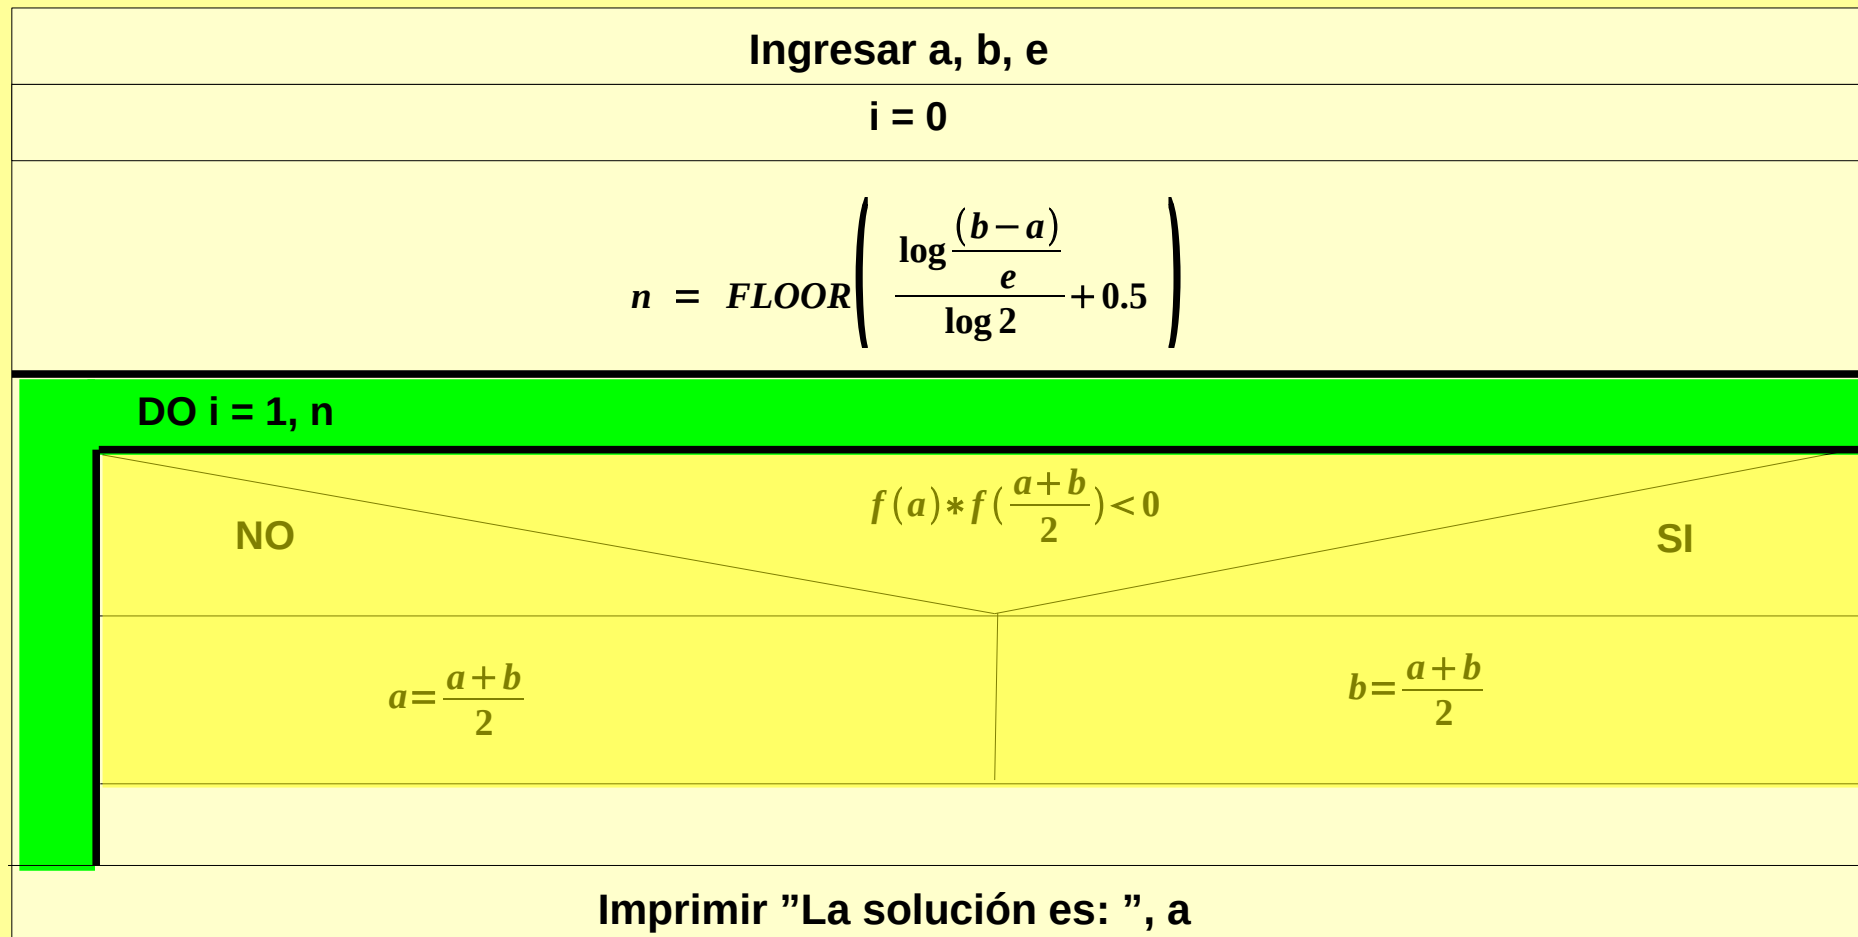 Ingresar a, b, e
i = 0
n = FLOOR( log (b−a)/e / log 2 + 0.5 )
DO i = 1, n
f(a)∗f((a+b)/2)<0
NO
SI
a=(a+b)/2
b=(a+b)/2
Imprimir ”La solución es: ”, a